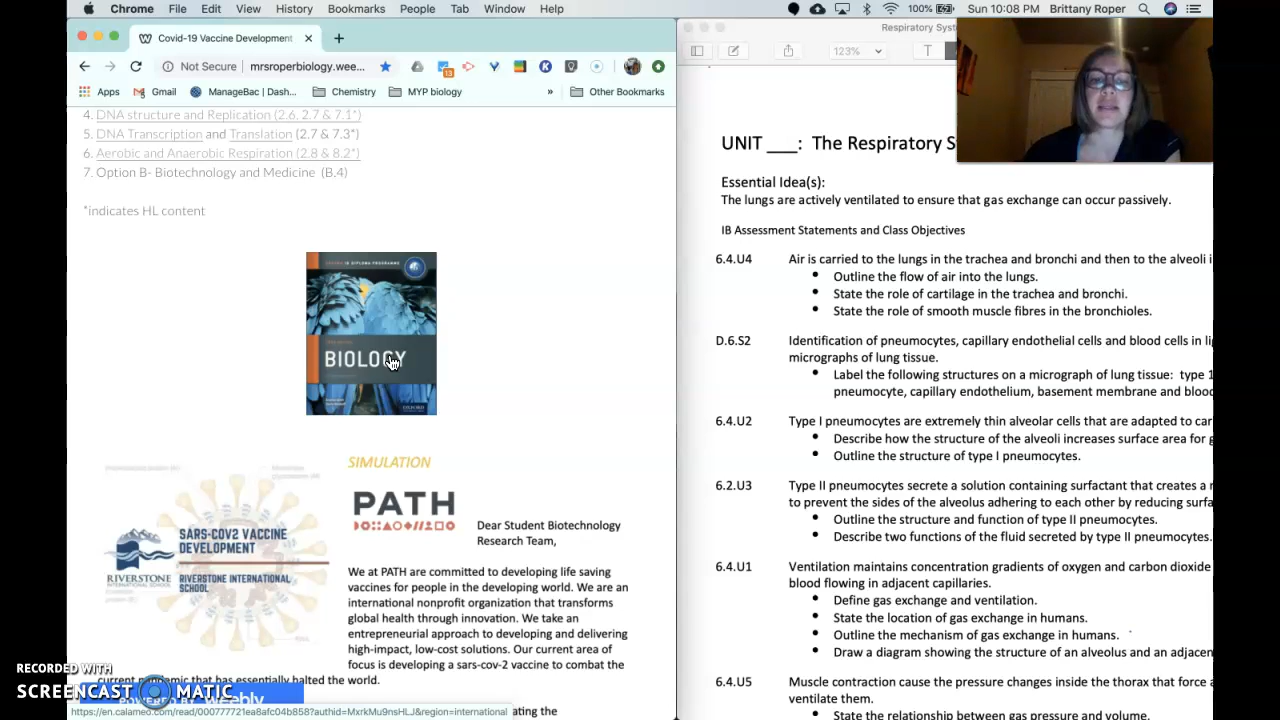 Chrome File Edit View History Bookmarks People Tab Window Help 100% Sun 10:08 PM Brittany Roper
Covid-19 Vaccine Development
Not Secure mrsroperbiology.wee...
13
Apps Gmail ManageBac | Dash... Chemistry MYP biology » Other Bookmarks
4. DNA structure and Replication (2.6, 2.7 & 7.1*)
5. DNA Transcription and Translation (2.7 & 7.3*)
6. Aerobic and Anaerobic Respiration (2.8 & 8.2*)
7. Option B- Biotechnology and Medicine (B.4)
*indicates HL content
BIOLOGY
SIMULATION
PATH
SARS-COV2 VACCINE
DEVELOPMENT
RIVERSTONE
INTERNATIONAL SCHOOL
RIVERSTONE INTERNATIONAL
SCHOOL
Dear Student Biotechnology
Research Team,
We at PATH are committed to developing life saving
vaccines for people in the developing world. We are an
international nonprofit organization that transforms
global health through innovation. We take an
entrepreneurial approach to developing and delivering
high-impact, low-cost solutions. Our current area of
focus is developing a sars-cov-2 vaccine to combat the
current pandemic that has essentially halted the world.
POWERED BY weebly
https://en.calameo.com/read/000777721ea8afc04b858?authid=MxrkMu9nsHLJ&region=international
ating the
RECORDED WITH
SCREENCAST MATIC
Respiratory Syste
123%
T
UNIT ___: The Respiratory S
Essential Idea(s):
The lungs are actively ventilated to ensure that gas exchange can occur passively.
IB Assessment Statements and Class Objectives
6.4.U4 Air is carried to the lungs in the trachea and bronchi and then to the alveoli i
• Outline the flow of air into the lungs.
• State the role of cartilage in the trachea and bronchi.
• State the role of smooth muscle fibres in the bronchioles.
D.6.S2 Identification of pneumocytes, capillary endothelial cells and blood cells in li
micrographs of lung tissue.
• Label the following structures on a micrograph of lung tissue: type 1
pneumocyte, capillary endothelium, basement membrane and blood
6.4.U2 Type I pneumocytes are extremely thin alveolar cells that are adapted to car
• Describe how the structure of the alveoli increases surface area for g
• Outline the structure of type I pneumocytes.
6.2.U3 Type II pneumocytes secrete a solution containing surfactant that creates a m
to prevent the sides of the alveolus adhering to each other by reducing surfa
• Outline the structure and function of type II pneumocytes.
• Describe two functions of the fluid secreted by type II pneumocytes.
6.4.U1 Ventilation maintains concentration gradients of oxygen and carbon dioxide
blood flowing in adjacent capillaries.
• Define gas exchange and ventilation.
• State the location of gas exchange in humans.
• Outline the mechanism of gas exchange in humans.
• Draw a diagram showing the structure of an alveolus and an adjacen
6.4.U5 Muscle contraction cause the pressure changes inside the thorax that force a
ventilate them.
• State the relationship between gas pressure and volume.